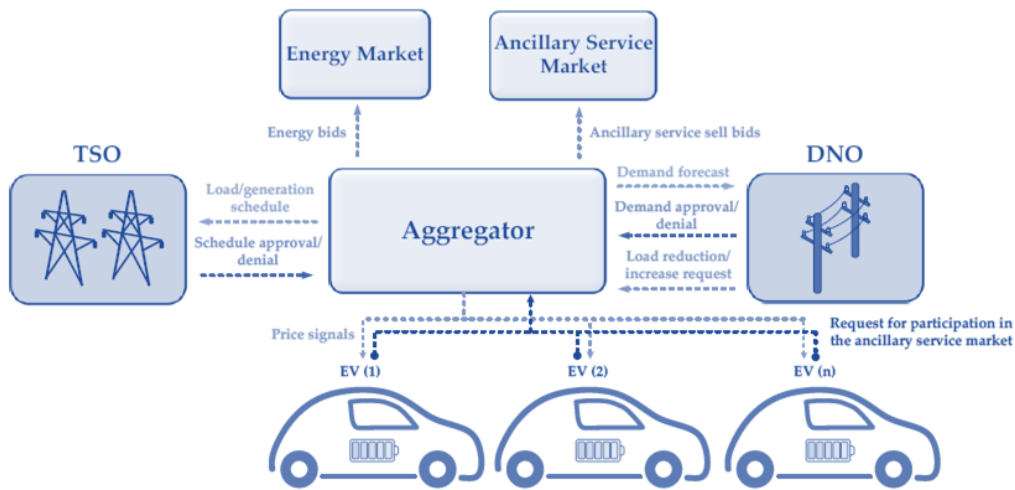 Energy Market
Ancillary Service
Market
Energy bids
Ancillary service sell bids
TSO
DNO
Load/generation
schedule
Schedule approval/
denial
Aggregator
Demand forecast
Demand approval/
denial
Load reduction/
increase request
Price signals
Request for participation in
the ancillary service market
EV (1)
EV (2)
EV (n)